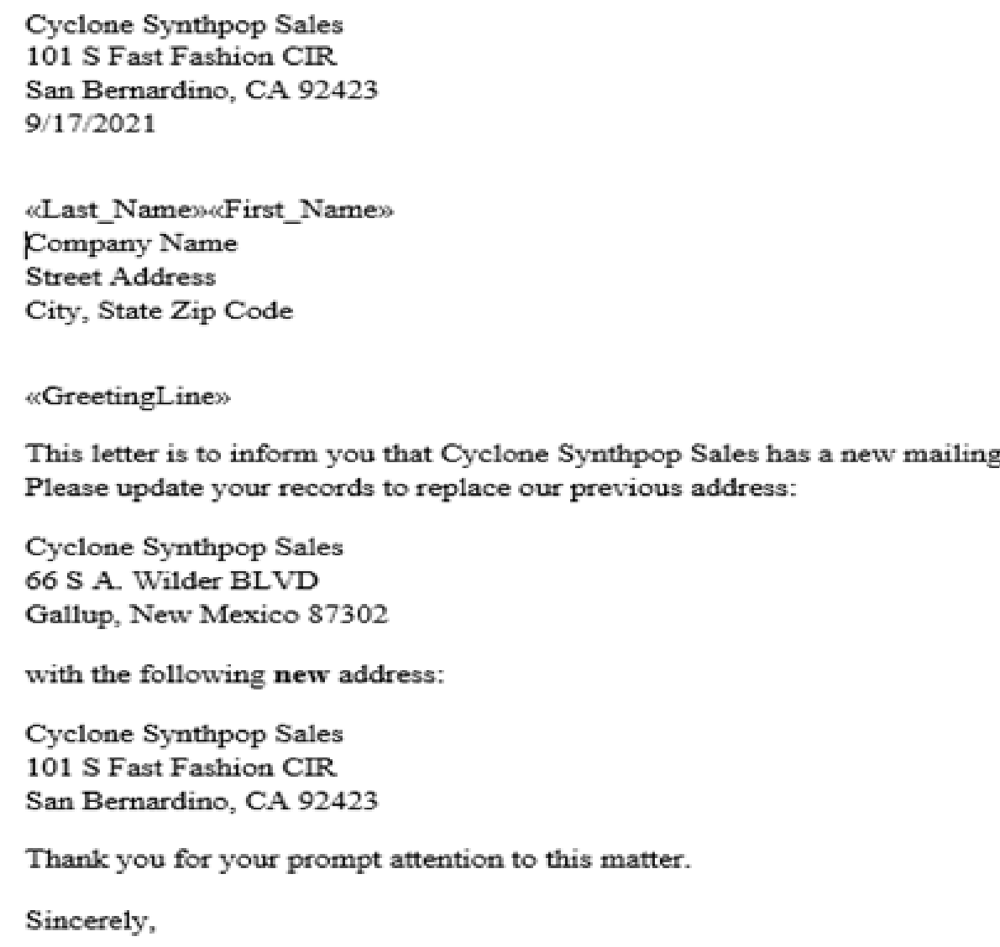 Cyclone Synthpop Sales
101 S Fast Fashion CIR
San Bernardino, CA 92423
9/17/2021
«Last_Name»«First_Name»
Company Name
Street Address
City, State Zip Code
«GreetingLine»
This letter is to inform you that Cyclone Synthpop Sales has a new mailing
Please update your records to replace our previous address:
Cyclone Synthpop Sales
66 S A. Wilder BLVD
Gallup, New Mexico 87302
with the following new address:
Cyclone Synthpop Sales
101 S Fast Fashion CIR
San Bernardino, CA 92423
Thank you for your prompt attention to this matter.
Sincerely,